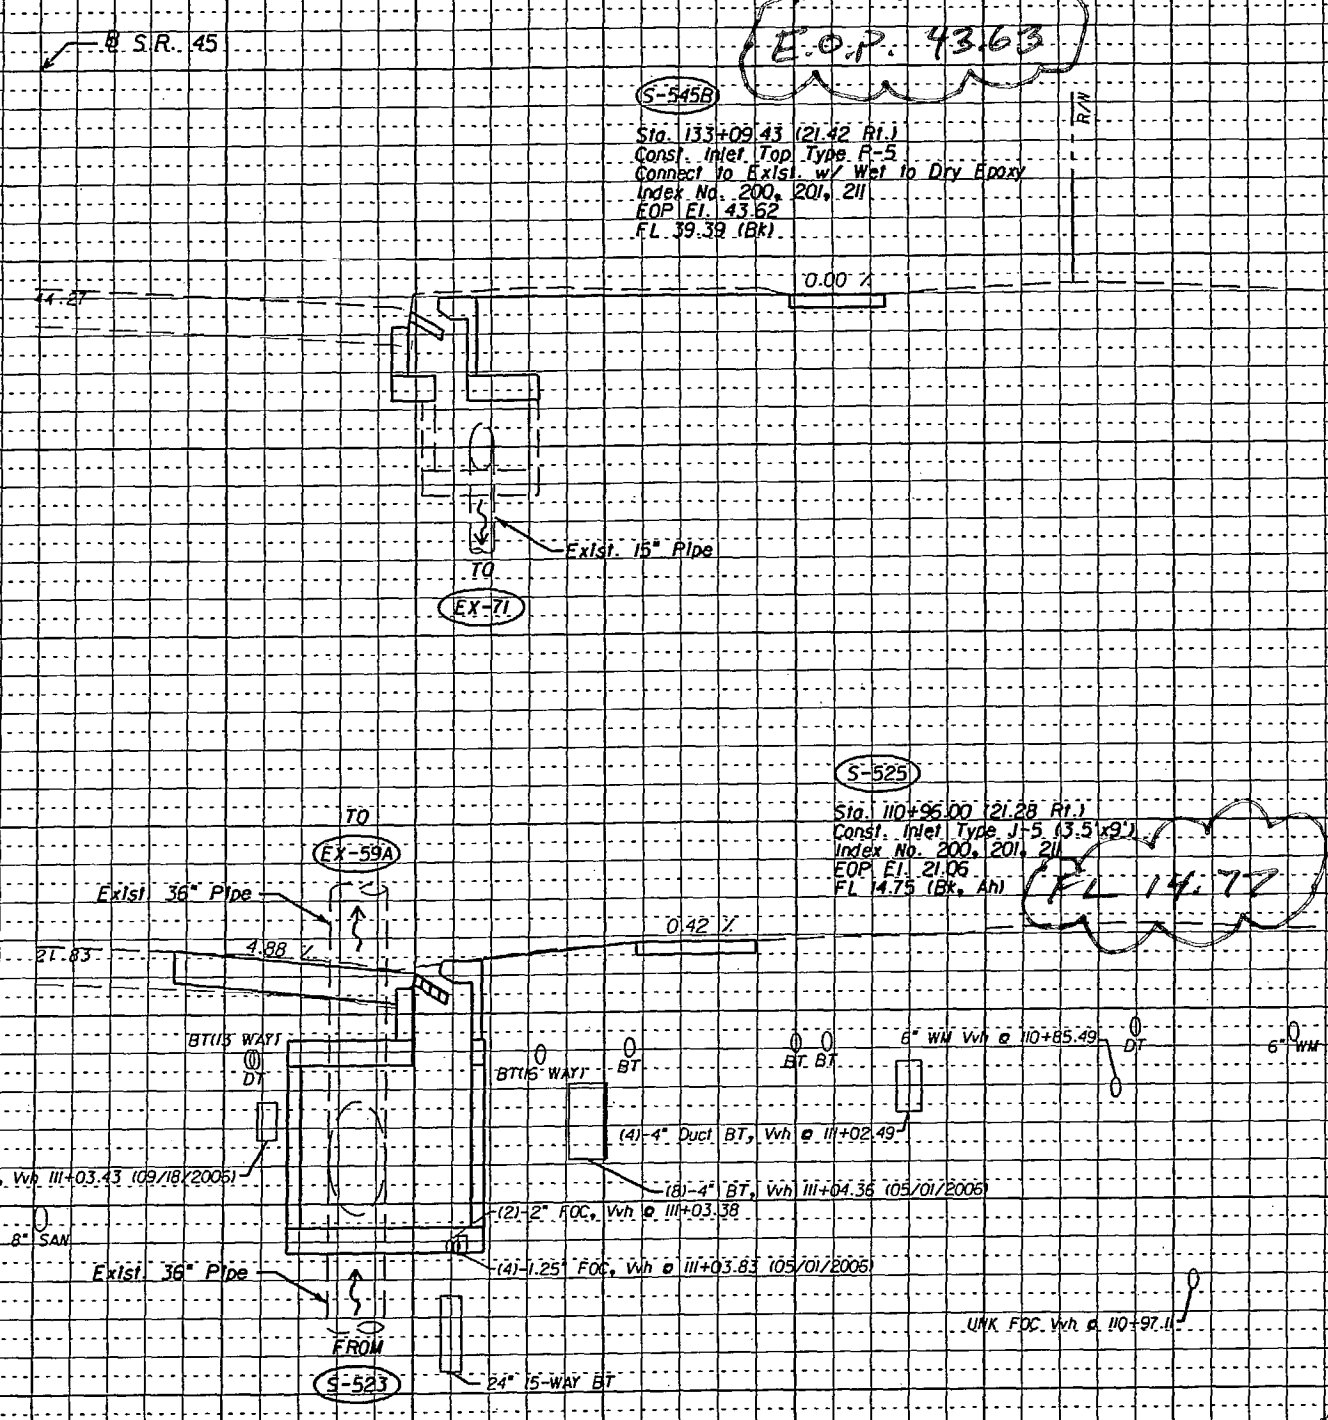 B S.R. 45
E.O.P. 43.63
S-545B
R/W
Sta. 133+09.43 (21.42 Rt.)
Const. Inlet Top Type P-5
Connect to Exist. w/ Wet to Dry Epoxy
Index No. 200, 201, 211
EOP El. 43.62
FL 39.39 (Bk)
44.27
0.00 %
Exist. 15" Pipe
TO
EX-71
S-525
Sta. 110+96.00 (21.28 Rt.)
Const. Inlet Type J-5 (3.5'x9')
Index No. 200, 201, 211
EOP El. 21.06
FL 14.75 (Bk, Ah)
FL 14.77
TO
EX-59A
Exist. 36" Pipe
21.83
4.88 %
0.42 %
BT(15 WAY)
DT
BT(16 WAY)
BT
BT BT
6" WM Vvh @ 110+85.49
DT
6" WM
(4)-4" Duct BT, Vvh @ 111+02.49
, Vvh 111+03.43 (09/18/2006)
(8)-4" BT, Vvh 111+04.36 (05/01/2006)
(2)-2" FOC, Vvh @ 111+03.38
8" SAN
Exist. 36" Pipe
(4)-1.25" FOC, Vvh @ 111+03.83 (05/01/2006)
UNK FOC Vvh @ 110+97.11
FROM
S-523
24" 15-WAY BT